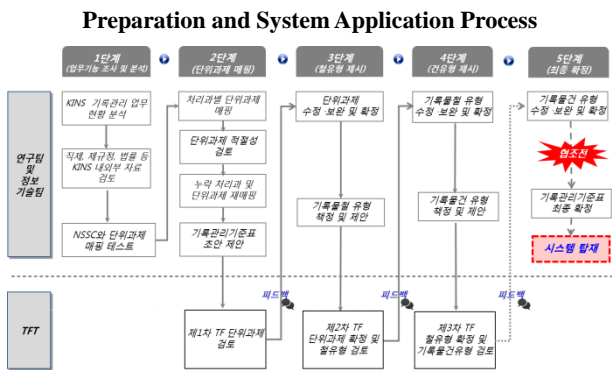 Preparation and System Application Process
1단계
(업무기능 조사 및 분석)
2단계
(단위과제 매핑)
3단계
(철유형 제시)
4단계
(건유형 제시)
5단계
(최종 확정)
연구팀
및
정보
기술팀
KINS 기록관리 업무
현황 분석
직제, 제규정, 법률 등
KINS 내외부 자료
검토
NSSC와 단위과제
매핑 테스트
처리과별 단위과제
매핑
단위과제 적절성
검토
누락 처리과 및
단위과제 재매핑
기록관리기준표
초안 제안
단위과제
수정·보완 및 확정
기록물철 유형
책정 및 제안
기록물철 유형
수정·보완 및 확정
기록물건 유형
책정 및 제안
기록물건 유형
수정·보완 및 확정
협조전
기록관리기준표
최종 확정
시스템 탑재
피드백
피드백
피드백
TFT
제1차 TF 단위과제
검토
제2차 TF
단위과제 확정 및
철유형 검토
제3차 TF
철유형 확정 및
기록물건유형 검토